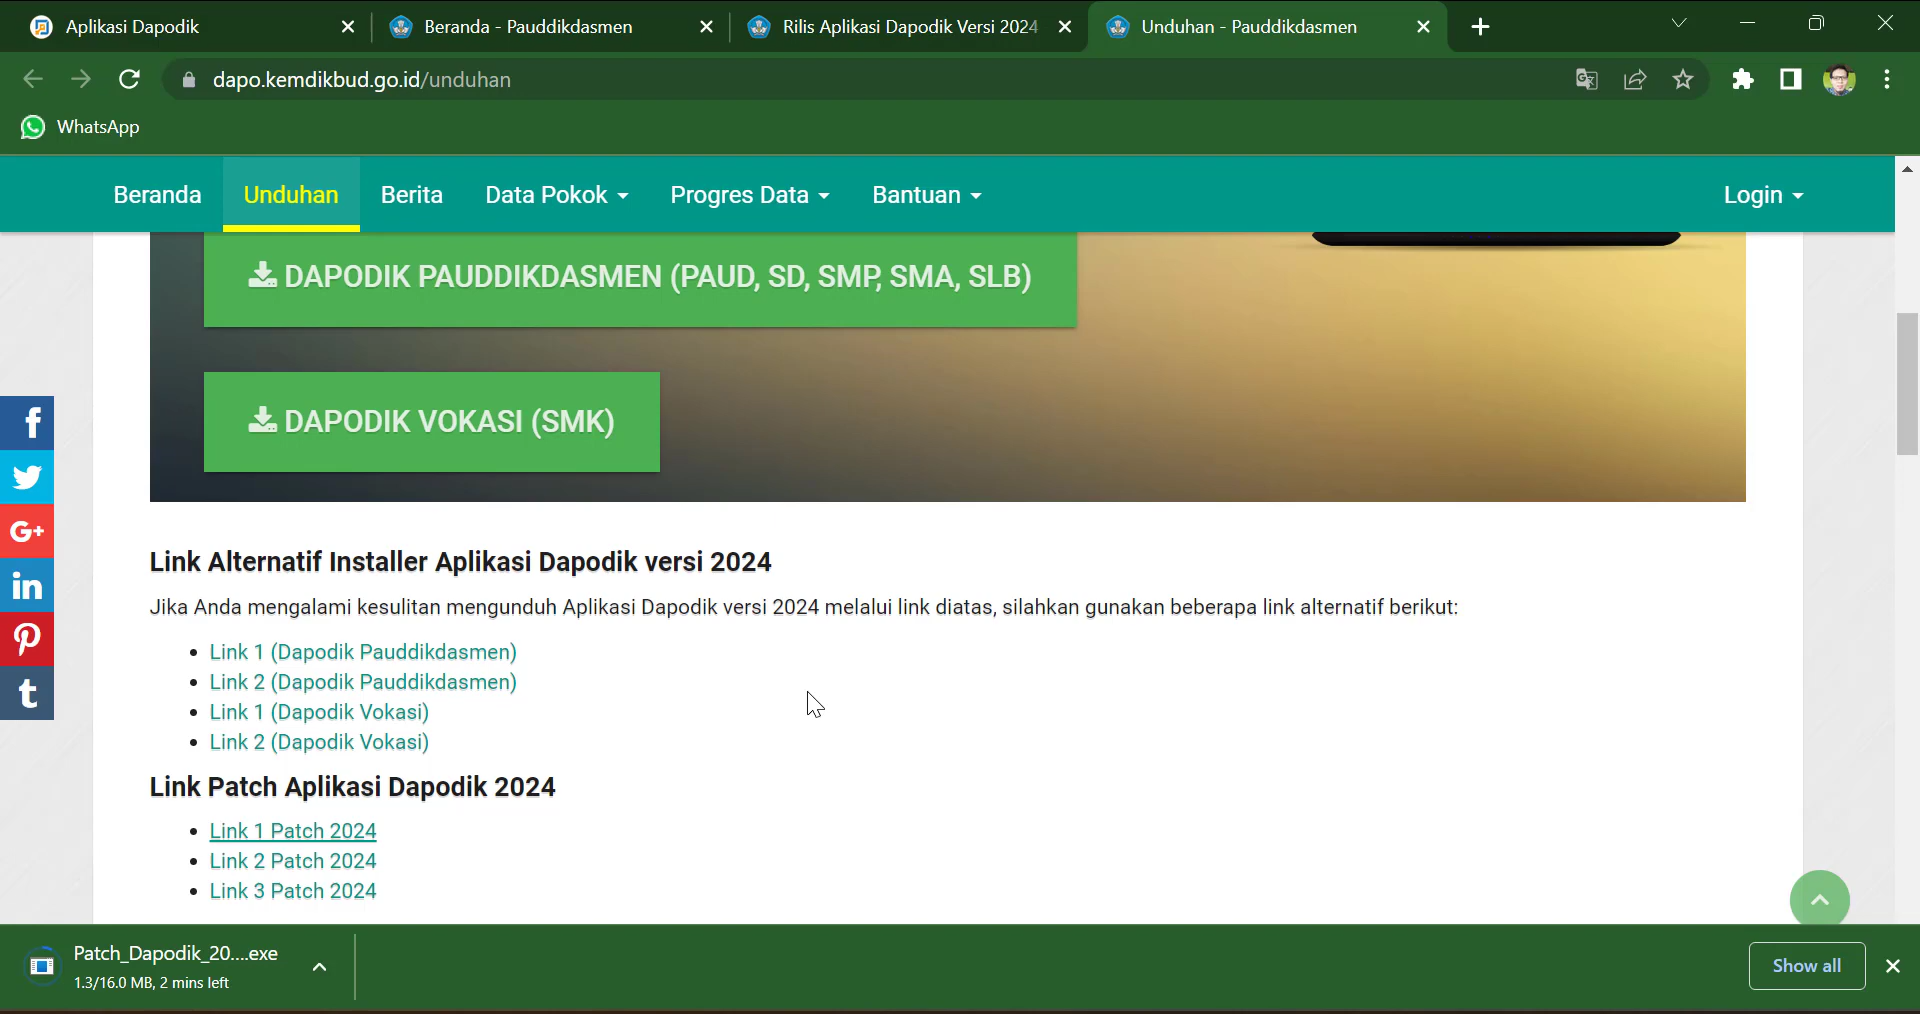 Aplikasi Dapodik
Beranda - Pauddikdasmen
Rilis Aplikasi Dapodik Versi 2024
Unduhan - Pauddikdasmen
dapo.kemdikbud.go.id/unduhan
WhatsApp
Beranda
Unduhan
Berita
Data Pokok
Progres Data
Bantuan
Login
DAPODIK PAUDDIKDASMEN (PAUD, SD, SMP, SMA, SLB)
DAPODIK VOKASI (SMK)
f
G+
in
t
Link Alternatif Installer Aplikasi Dapodik versi 2024
Jika Anda mengalami kesulitan mengunduh Aplikasi Dapodik versi 2024 melalui link diatas, silahkan gunakan beberapa link alternatif berikut:
Link 1 (Dapodik Pauddikdasmen)
Link 2 (Dapodik Pauddikdasmen)
Link 1 (Dapodik Vokasi)
Link 2 (Dapodik Vokasi)
Link Patch Aplikasi Dapodik 2024
Link 1 Patch 2024
Link 2 Patch 2024
Link 3 Patch 2024
Patch_Dapodik_20....exe
1.3/16.0 MB, 2 mins left
Show all